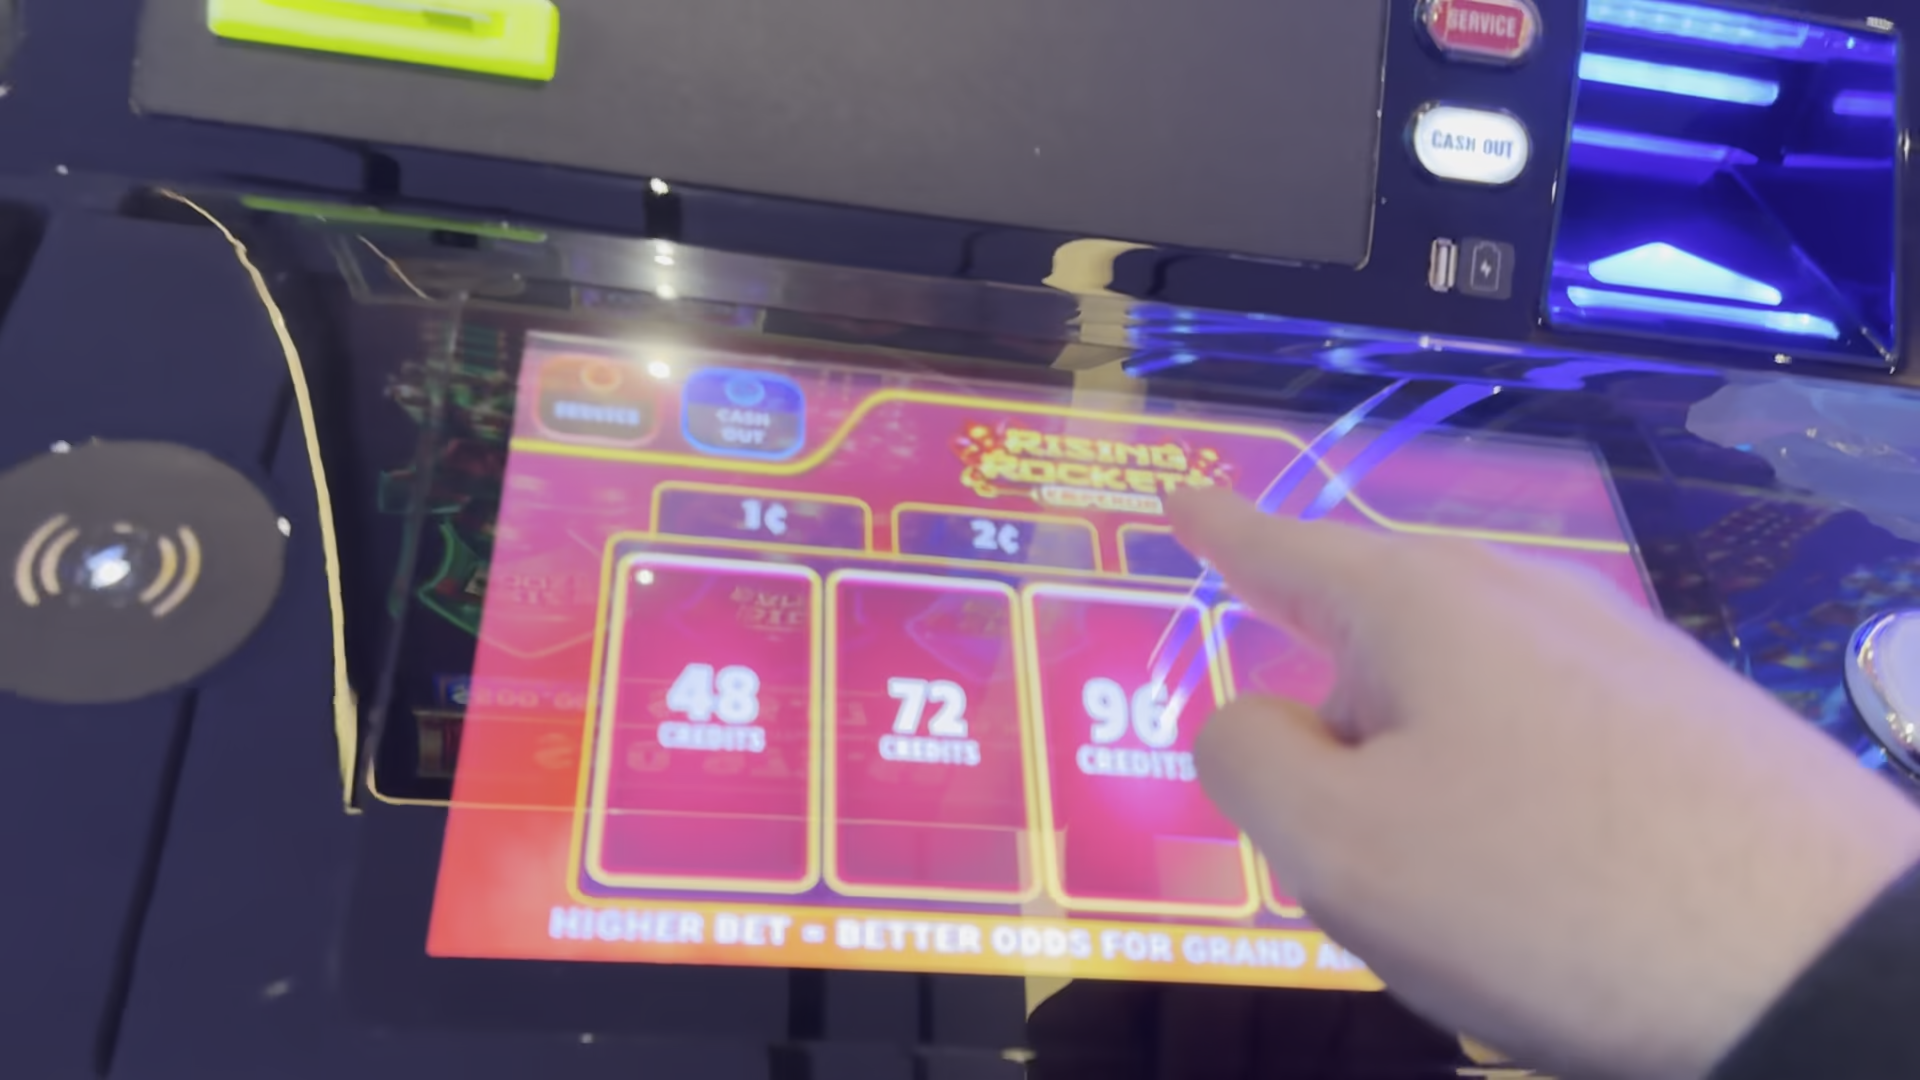 SERVICE
CASH OUT
SERVICE
CASH
OUT
RISING
ROCKETS
EMPEROR
1¢
2¢
48
CREDITS
72
CREDITS
96
CREDITS
HIGHER BET = BETTER ODDS FOR GRAND